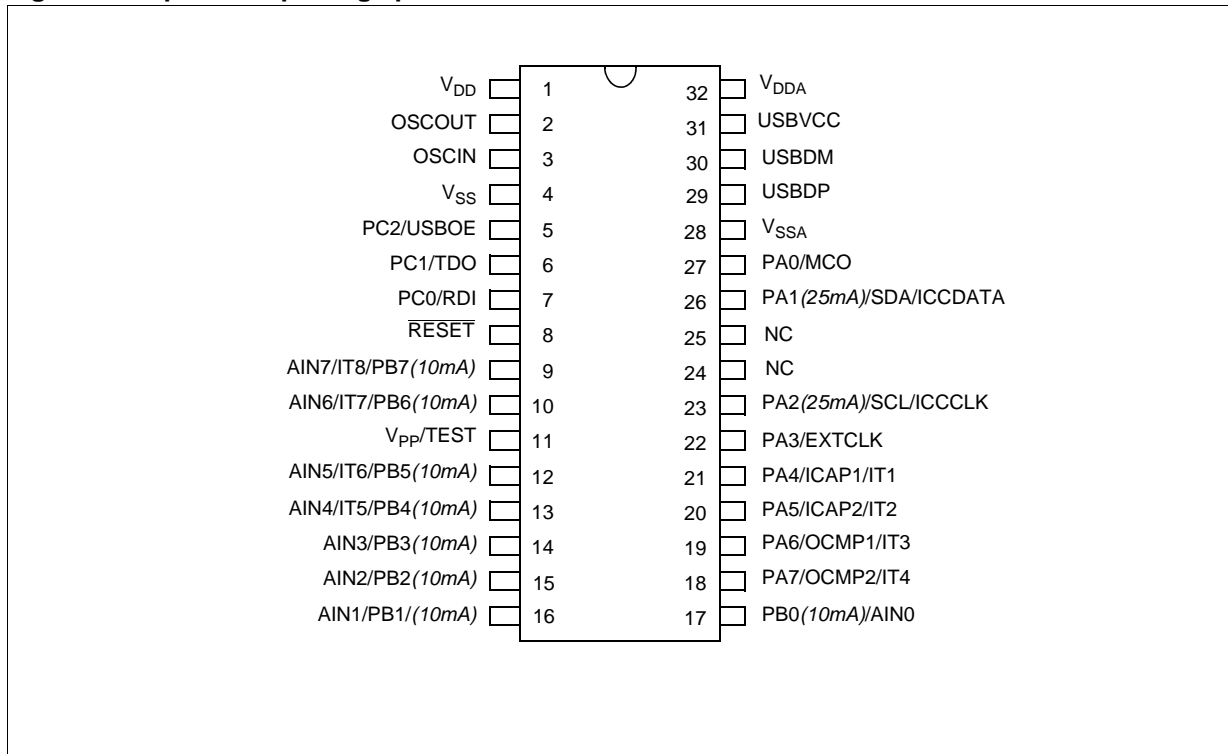 V_DD 1 32 V_DDA
OSCOUT 2 31 USBVCC
OSCIN 3 30 USBDM
V_SS 4 29 USBDP
PC2/USBOE 5 28 V_SSA
PC1/TDO 6 27 PA0/MCO
PC0/RDI 7 26 PA1(25mA)/SDA/ICCDATA
RESET 8 25 NC
AIN7/IT8/PB7(10mA) 9 24 NC
AIN6/IT7/PB6(10mA) 10 23 PA2(25mA)/SCL/ICCCLK
V_PP/TEST 11 22 PA3/EXTCLK
AIN5/IT6/PB5(10mA) 12 21 PA4/ICAP1/IT1
AIN4/IT5/PB4(10mA) 13 20 PA5/ICAP2/IT2
AIN3/PB3(10mA) 14 19 PA6/OCMP1/IT3
AIN2/PB2(10mA) 15 18 PA7/OCMP2/IT4
AIN1/PB1/(10mA) 16 17 PB0(10mA)/AIN0